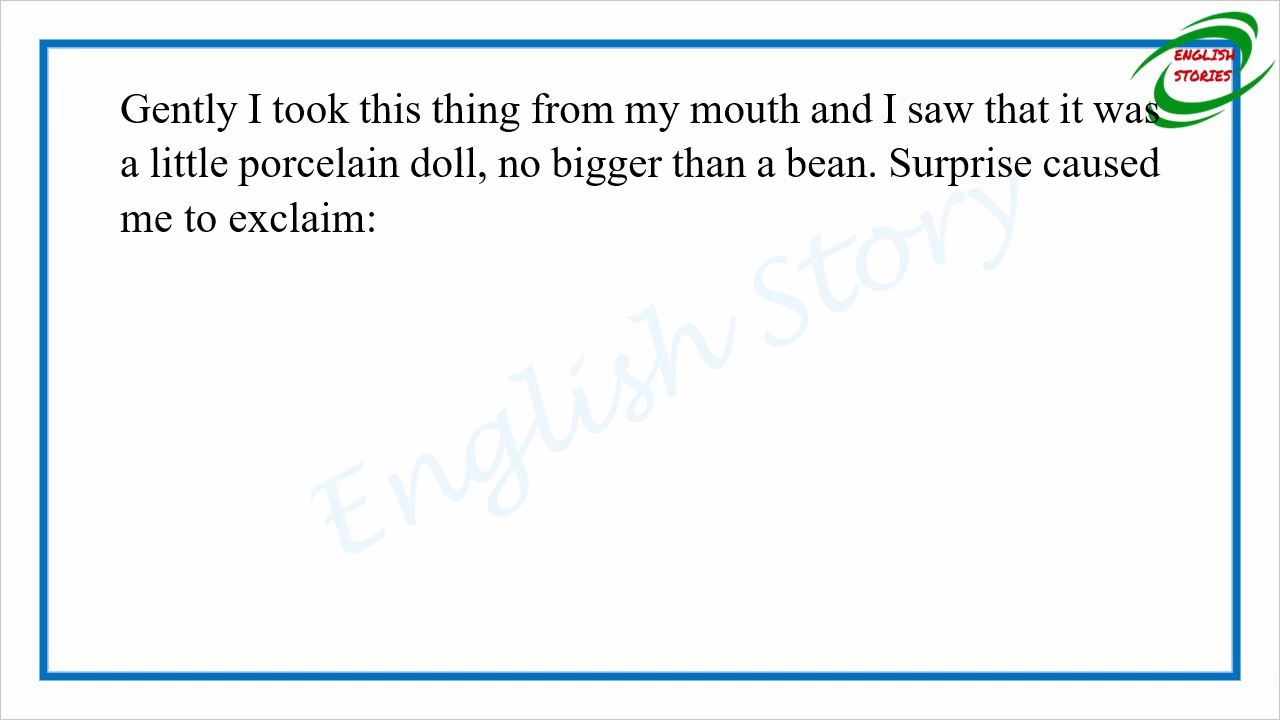 ENGLISH
STORIES
Gently I took this thing from my mouth and I saw that it was
a little porcelain doll, no bigger than a bean. Surprise caused
me to exclaim:
English Story